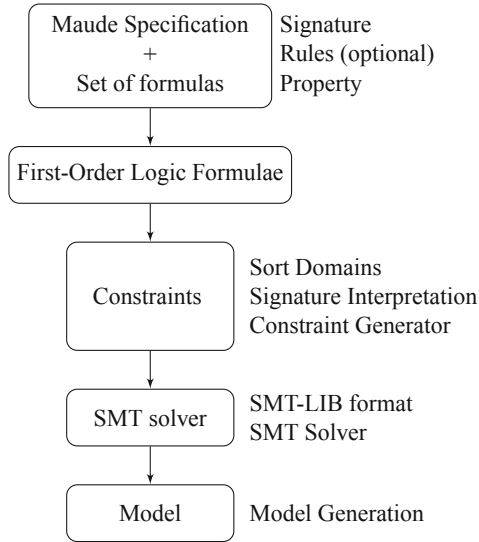 Maude Specification
+
Set of formulas
Signature
Rules (optional)
Property
First-Order Logic Formulae
Constraints
Sort Domains
Signature Interpretation
Constraint Generator
SMT solver
SMT-LIB format
SMT Solver
Model
Model Generation